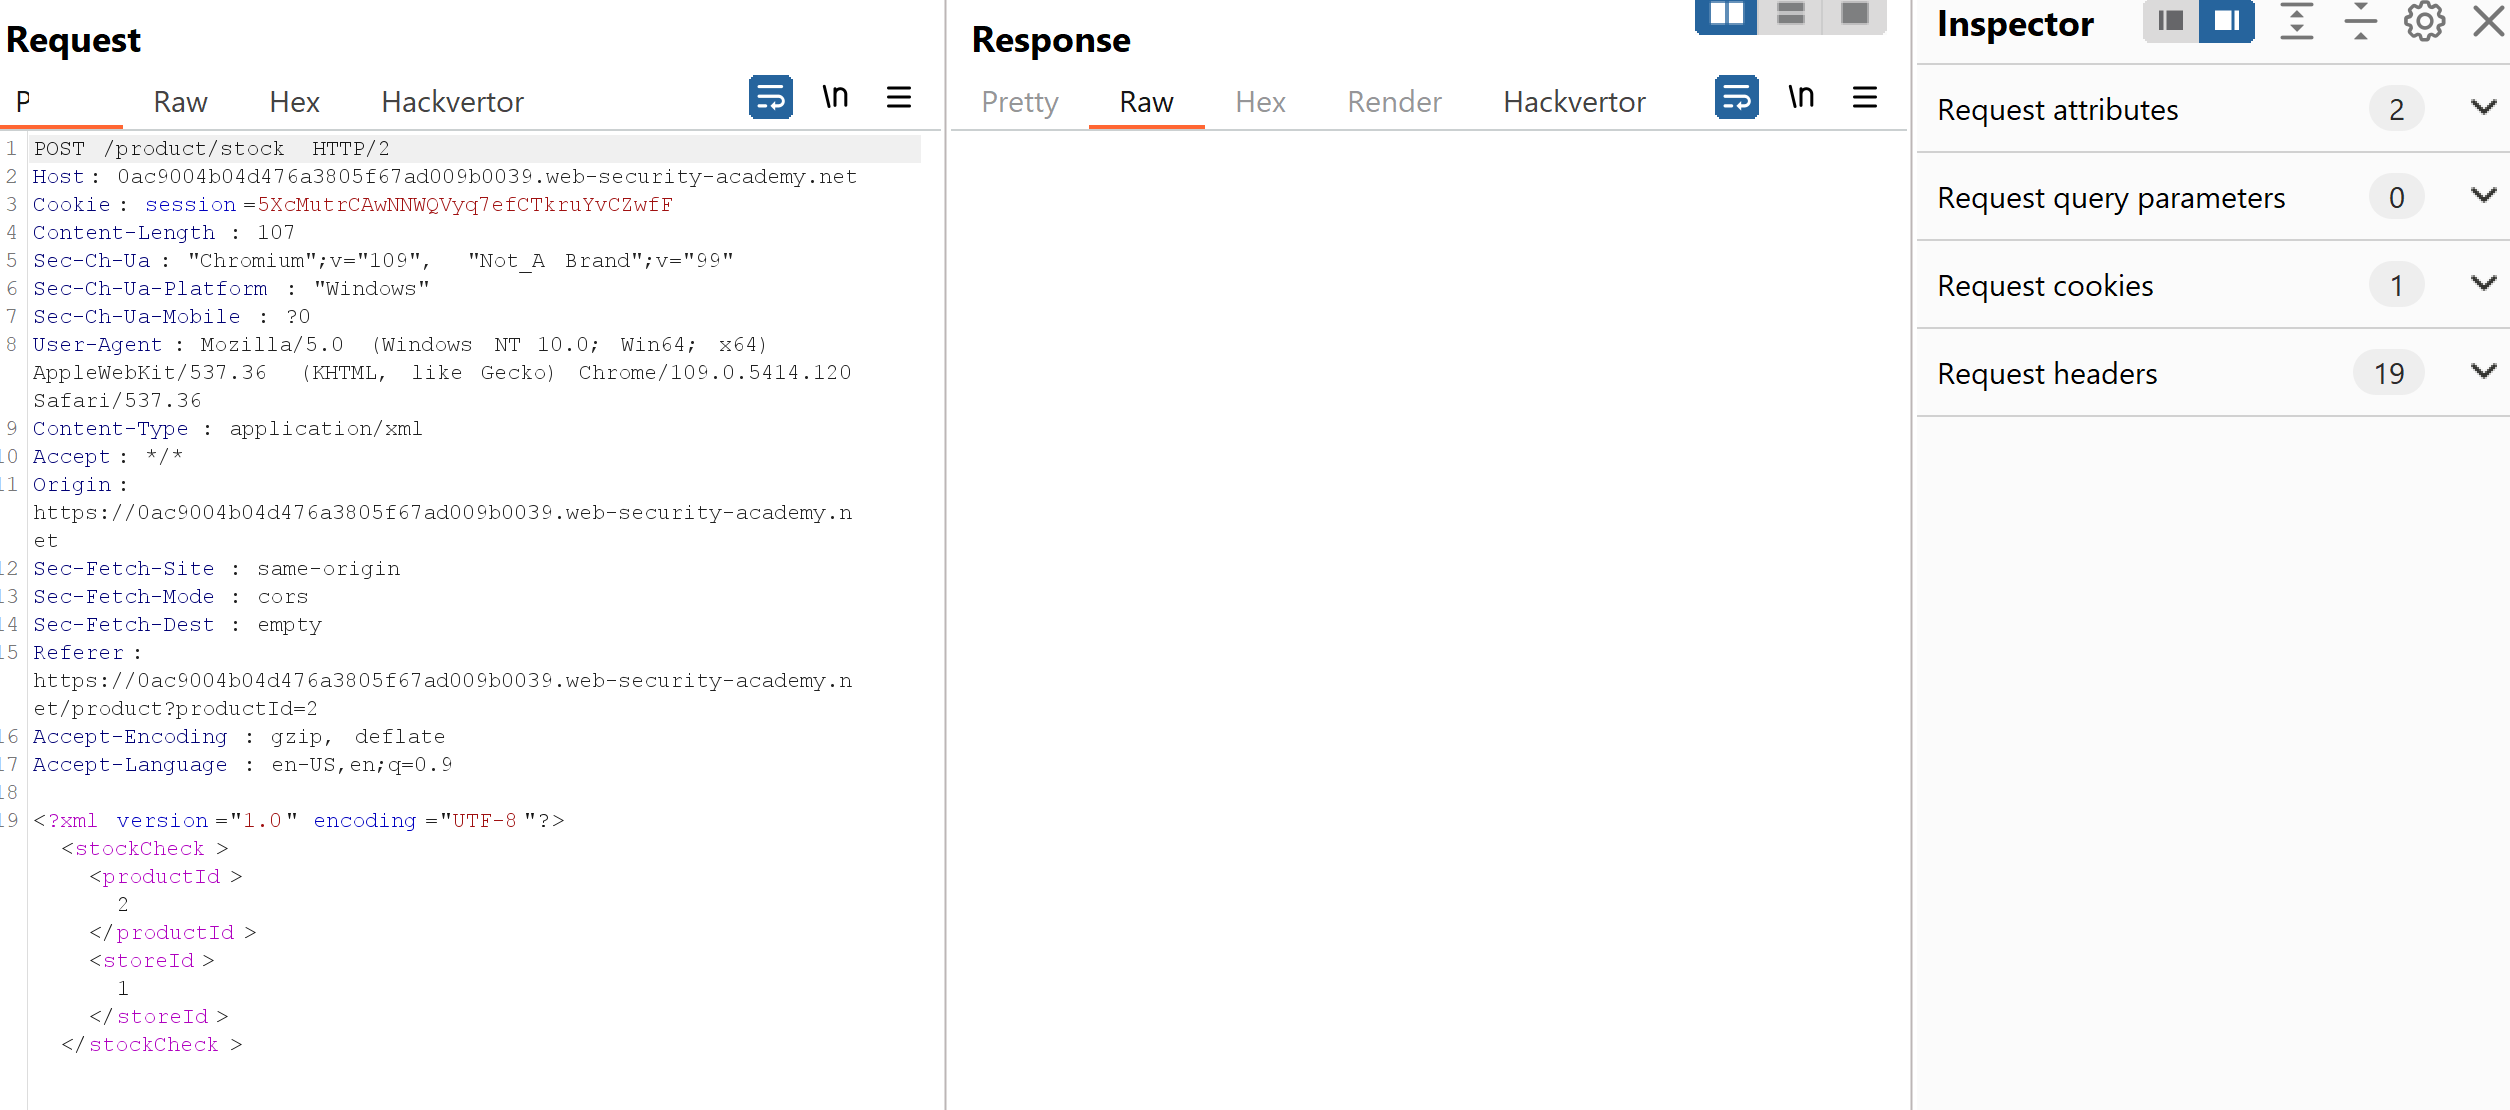 Request
P Raw Hex Hackvertor \n
1 POST /product/stock HTTP/2
2 Host: 0ac9004b04d476a3805f67ad009b0039.web-security-academy.net
3 Cookie: session=5XcMutrCAwNNWQVyq7efCTkruYvCZwfF
4 Content-Length : 107
5 Sec-Ch-Ua : "Chromium";v="109", "Not_A Brand";v="99"
6 Sec-Ch-Ua-Platform : "Windows"
7 Sec-Ch-Ua-Mobile : ?0
8 User-Agent : Mozilla/5.0 (Windows NT 10.0; Win64; x64)
AppleWebKit/537.36 (KHTML, like Gecko) Chrome/109.0.5414.120
Safari/537.36
9 Content-Type : application/xml
10 Accept: */*
11 Origin:
https://0ac9004b04d476a3805f67ad009b0039.web-security-academy.n
et
12 Sec-Fetch-Site : same-origin
13 Sec-Fetch-Mode : cors
14 Sec-Fetch-Dest : empty
15 Referer:
https://0ac9004b04d476a3805f67ad009b0039.web-security-academy.n
et/product?productId=2
16 Accept-Encoding : gzip, deflate
17 Accept-Language : en-US,en;q=0.9
18
19 <?xml version="1.0" encoding="UTF-8"?>
<stockCheck>
<productId>
2
</productId>
<storeId>
1
</storeId>
</stockCheck>
Response
Pretty Raw Hex Render Hackvertor \n
Inspector
Request attributes 2
Request query parameters 0
Request cookies 1
Request headers 19